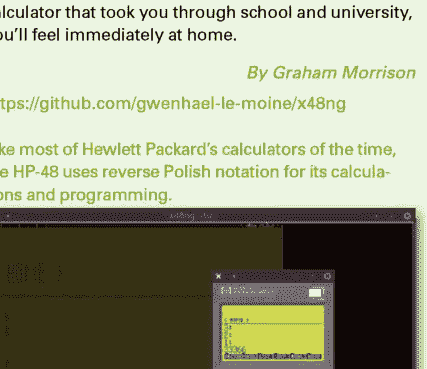 alculator that took you through school and university,
ou'll feel immediately at home.
By Graham Morrison
tps://github.com/gwenhael-le-moine/x48ng
ke most of Hewlett Packard's calculators of the time,
e HP-48 uses reverse Polish notation for its calcula-
ons and programming.
x48ng